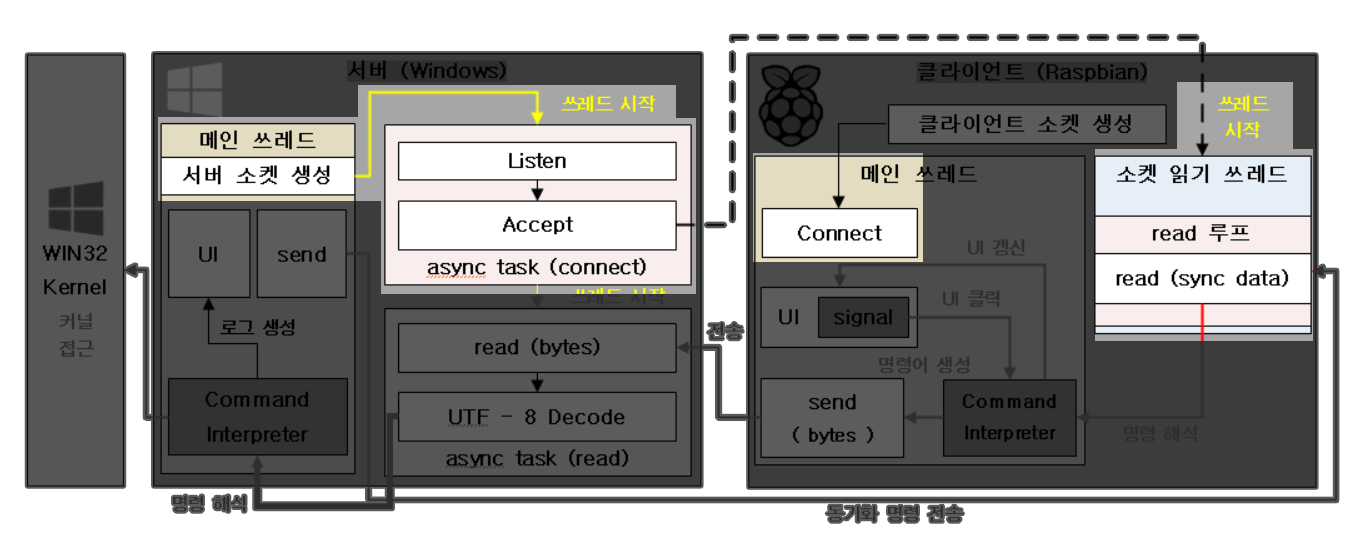 서버 (Windows)
클라이언트 (Raspbian)
쓰레드 시작
쓰레드
시작
클라이언트 소켓 생성
메인 쓰레드
서버 소켓 생성
Listen
Accept
async task (connect)
메인 쓰레드
Connect
소켓 읽기 쓰레드
read 루프
read (sync data)
WIN32
Kernel
커널
접근
UI
send
로그 생성
Command
Interpreter
쓰레드 시작
read (bytes)
UTF - 8 Decode
async task (read)
전송
UI 갱신
UI 클릭
UI
signal
명령어 생성
send
( bytes )
Command
Interpreter
명령 해석
명령 해석
동기화 명령 전송